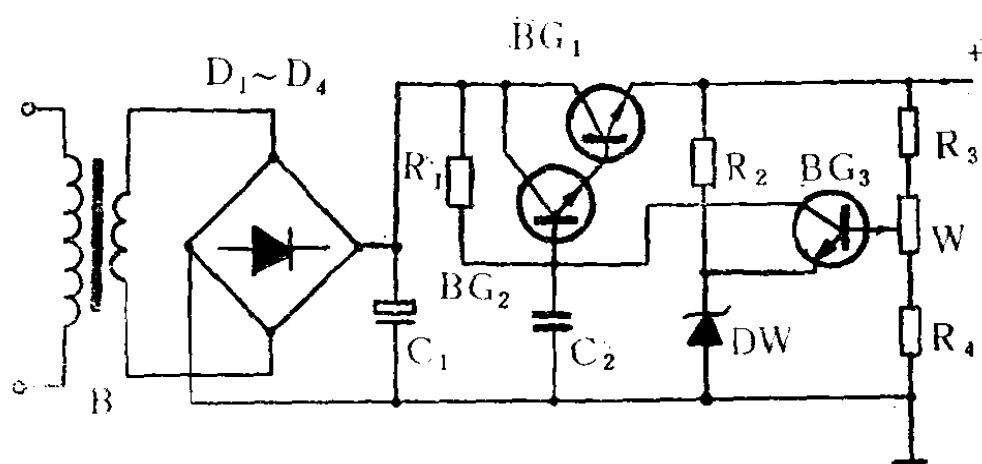 BG₁
+
D₁~D₄
R₁
R₂
BG₃
R₃
W
BG₂
C₁
C₂
DW
R₄
B